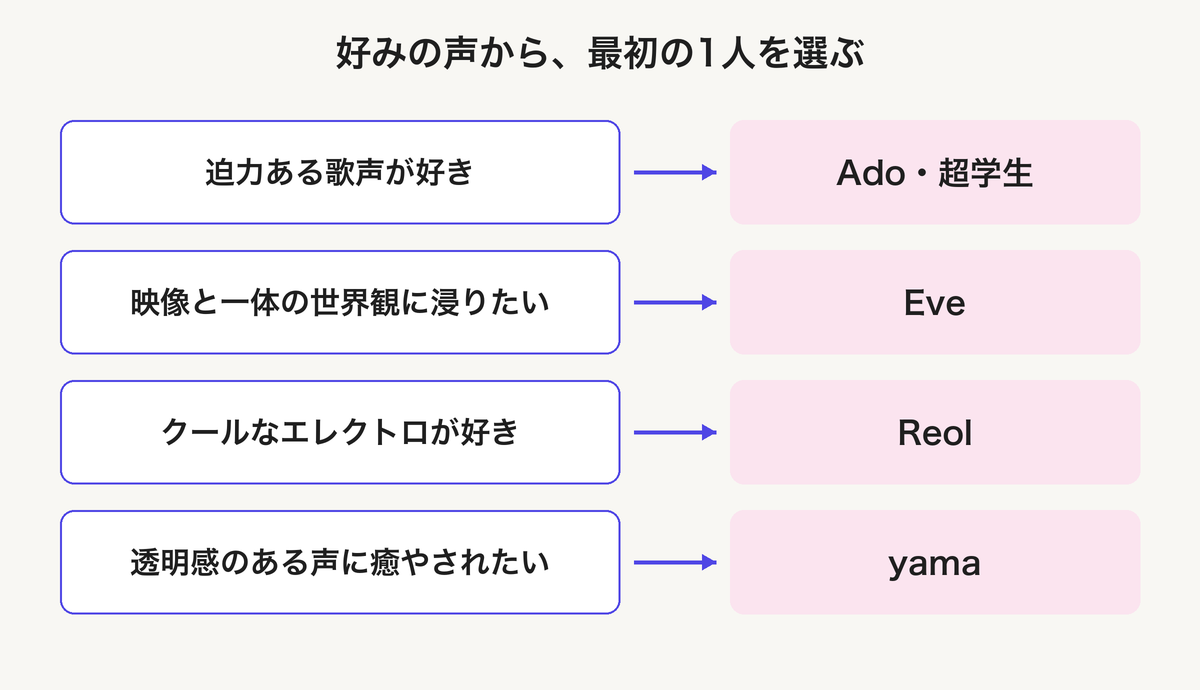 好みの声から、最初の1人を選ぶ
迫力ある歌声が好き
Ado・超学生
映像と一体の世界観に浸りたい
Eve
クールなエレクトロが好き
Reol
透明感のある声に癒やされたい
yama